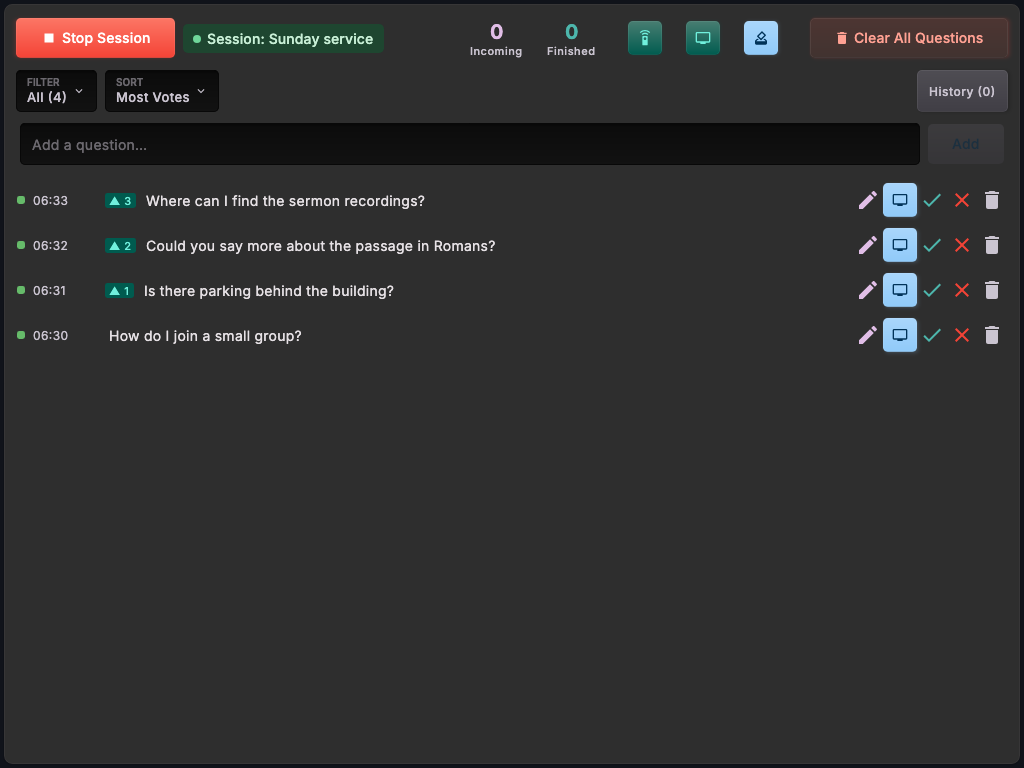 Stop Session
Session: Sunday service
0
Incoming
0
Finished
Clear All Questions
FILTER
All (4)
SORT
Most Votes
History (0)
Add a question...
Add
06:33 3 Where can I find the sermon recordings?
06:32 2 Could you say more about the passage in Romans?
06:31 1 Is there parking behind the building?
06:30 How do I join a small group?